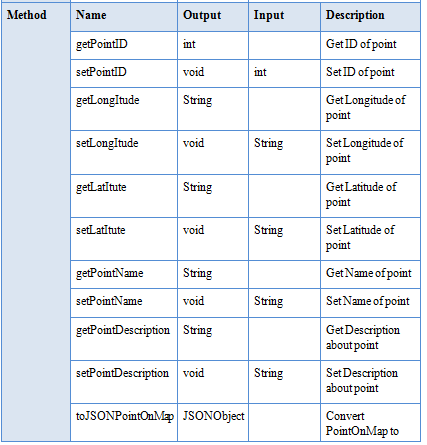 Method Name Output Input Description
getPointID int Get ID of point
setPointID void int Set ID of point
getLongItude String Get Longitude of
point
setLongItude void String Set Longitude of
point
getLatItute String Get Latitude of
point
setLatItute void String Set Latitude of
point
getPointName String Get Name of point
setPointName void String Set Name of point
getPointDescription String Get Description
about point
setPointDescription void String Set Description
about point
toJSONPointOnMap JSONObject Convert
PointOnMap to